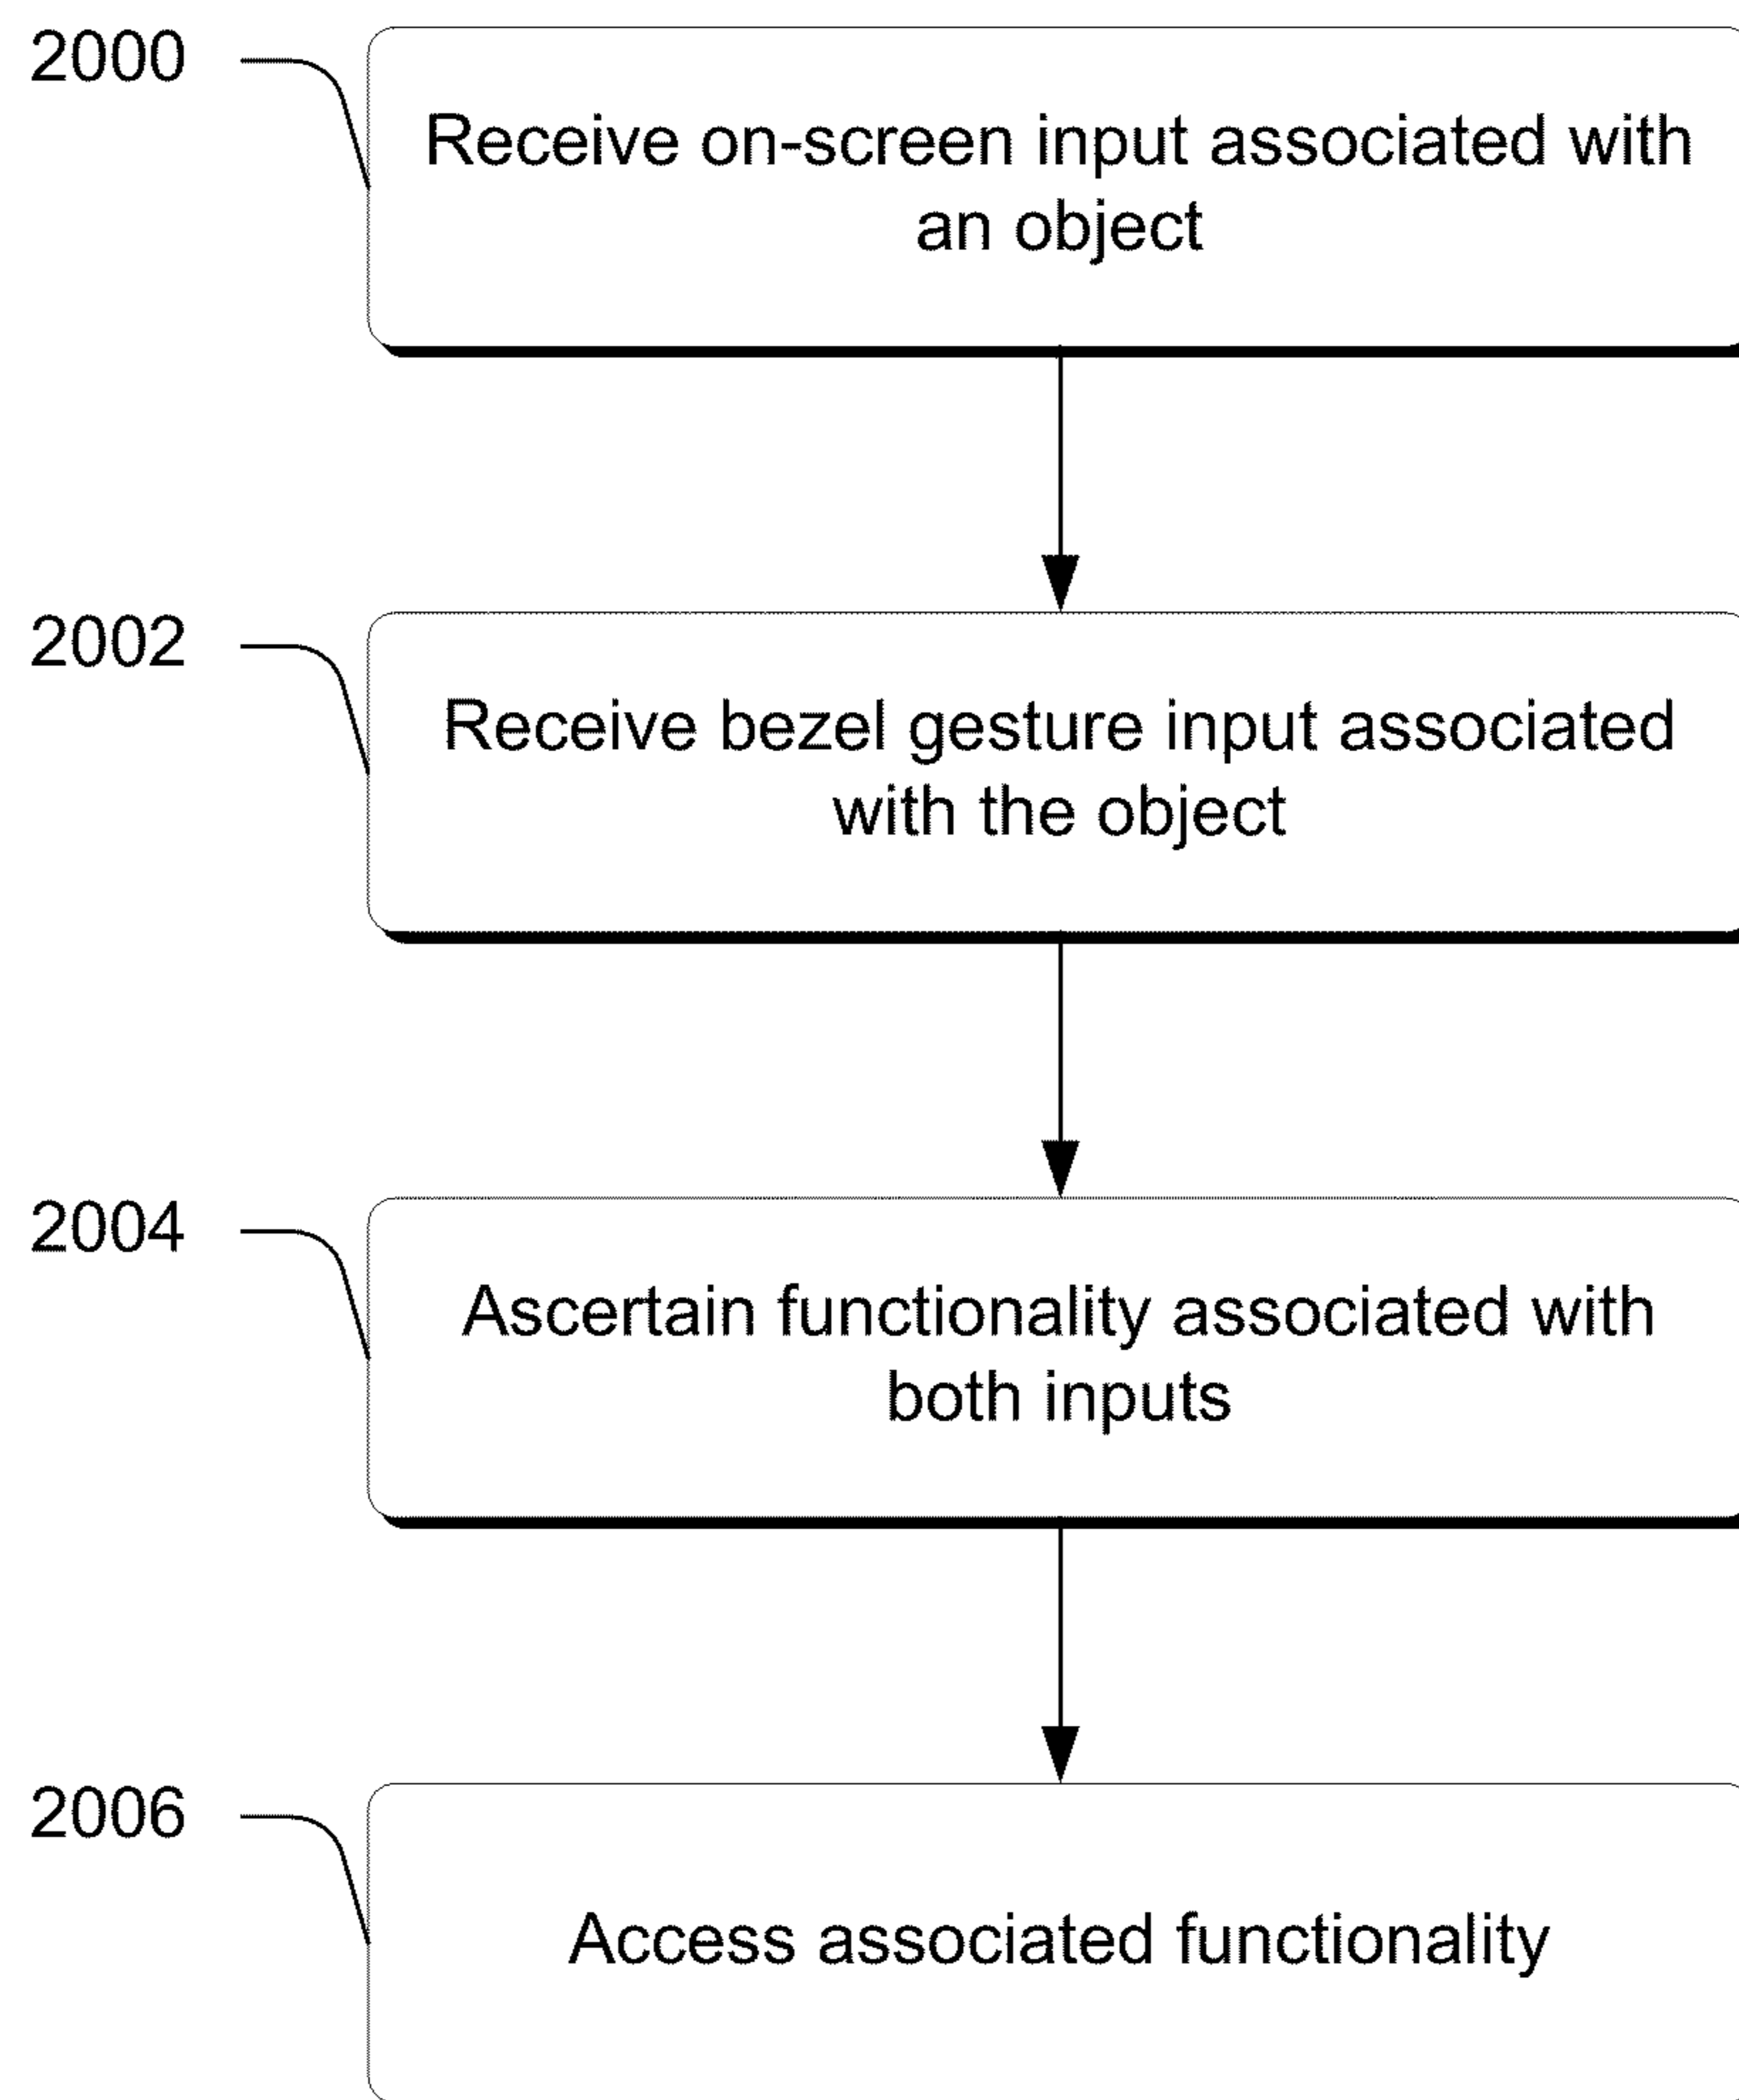 2000
Receive on-screen input associated with
an object
2002
Receive bezel gesture input associated
with the object
2004
Ascertain functionality associated with
both inputs
2006
Access associated functionality